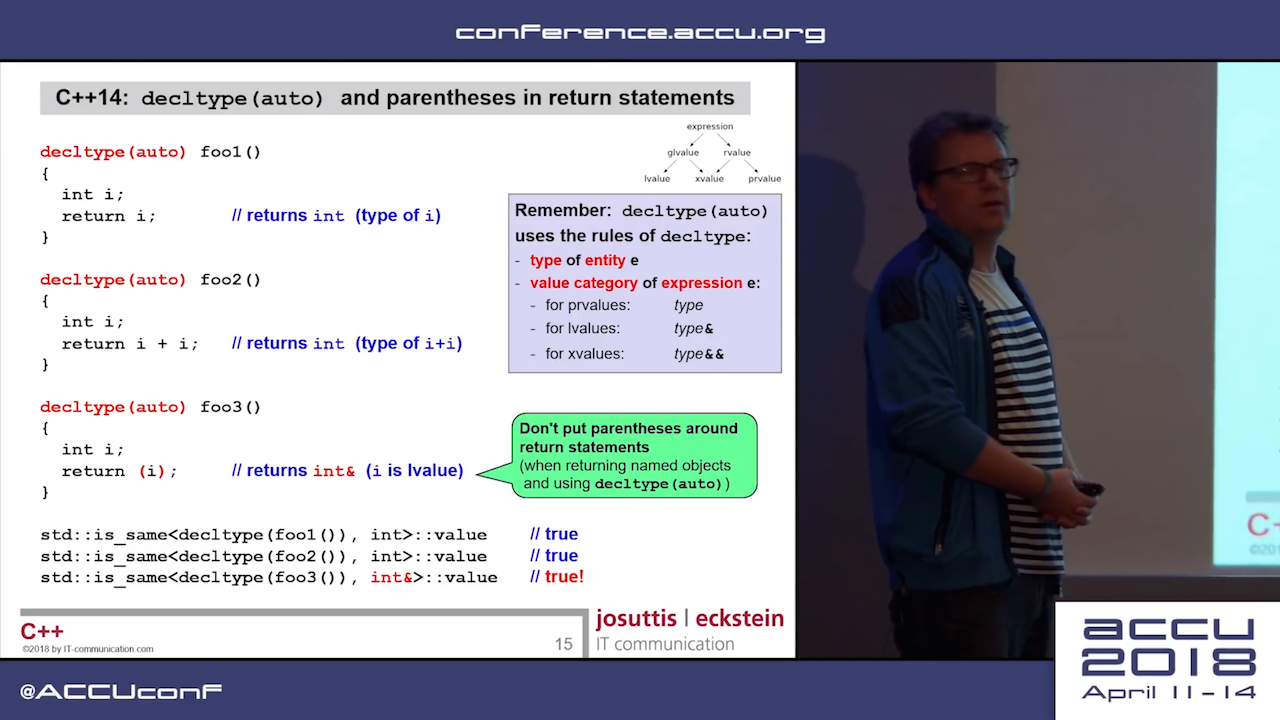 conference.accu.org
C++14: decltype(auto) and parentheses in return statements
expression
glvalue rvalue
lvalue xvalue prvalue
decltype(auto) foo1()
{
int i;
return i; // returns int (type of i)
}
decltype(auto) foo2()
{
int i;
return i + i; // returns int (type of i+i)
}
decltype(auto) foo3()
{
int i;
return (i); // returns int& (i is lvalue)
}
Remember: decltype(auto)
uses the rules of decltype:
- type of entity e
- value category of expression e:
- for prvalues: type
- for lvalues: type&
- for xvalues: type&&
Don't put parentheses around
return statements
(when returning named objects
and using decltype(auto))
std::is_same<decltype(foo1()), int>::value // true
std::is_same<decltype(foo2()), int>::value // true
std::is_same<decltype(foo3()), int&>::value // true!
C++
©2018 by IT-communication.com
15
josuttis | eckstein
IT communication
C
©201
accu
2018
April 11-14
@ACCUconf